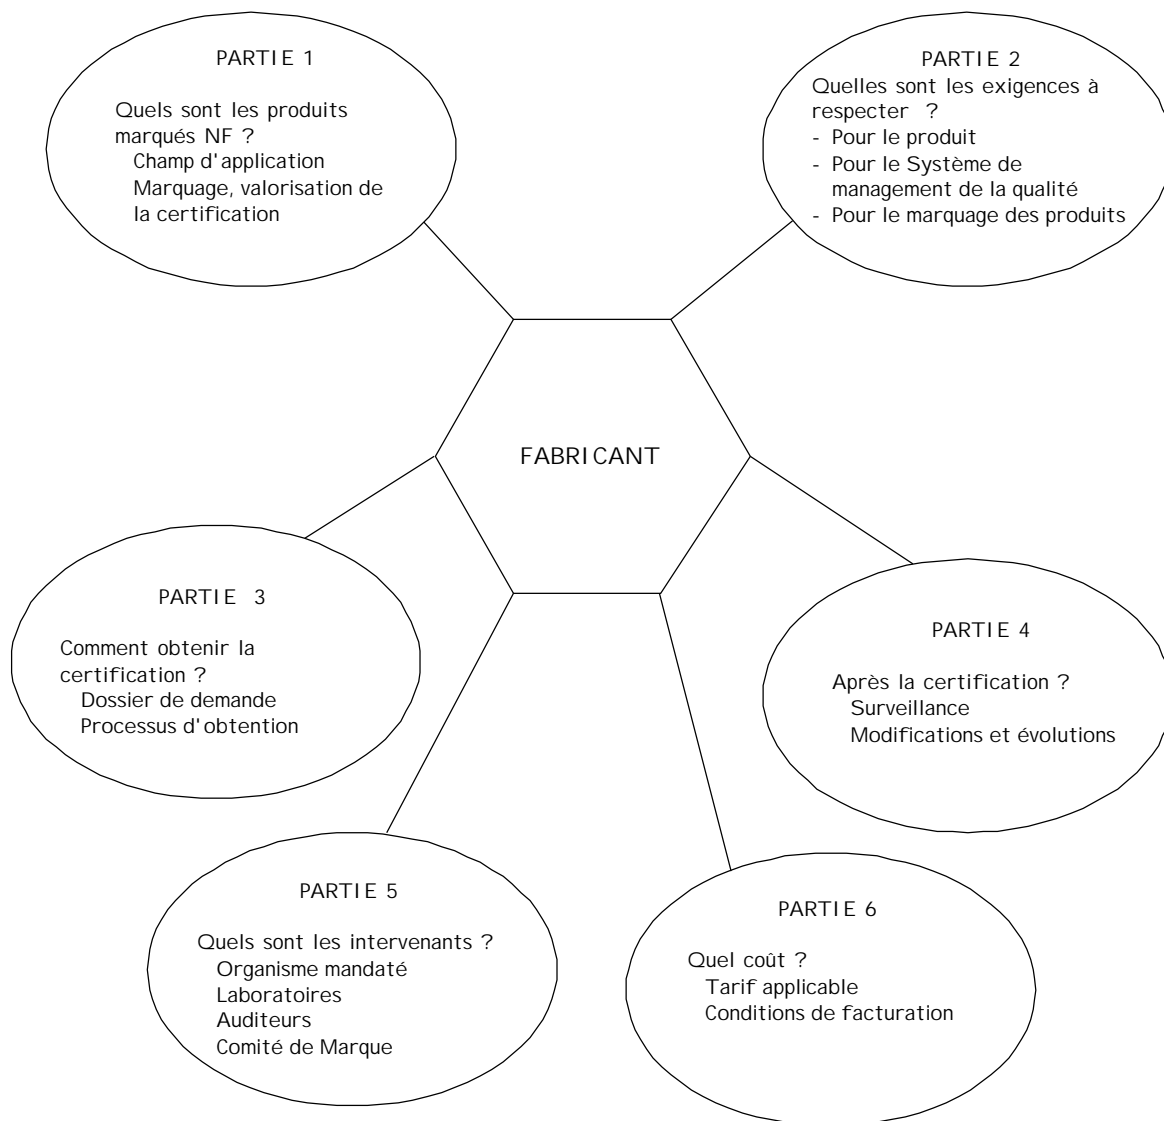 PARTIE 1
Quels sont les produits
marqués NF ?
Champ d'application
Marquage, valorisation de
la certification
PARTIE 2
Quelles sont les exigences à
respecter ?
- Pour le produit
- Pour le Système de
management de la qualité
- Pour le marquage des produits
FABRICANT
PARTIE 3
Comment obtenir la
certification ?
Dossier de demande
Processus d'obtention
PARTIE 4
Après la certification ?
Surveillance
Modifications et évolutions
PARTIE 5
Quels sont les intervenants ?
Organisme mandaté
Laboratoires
Auditeurs
Comité de Marque
PARTIE 6
Quel coût ?
Tarif applicable
Conditions de facturation